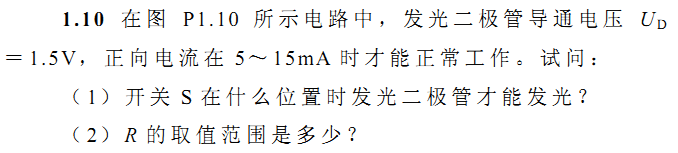 1.10 在图 P1.10 所示电路中，发光二极管导通电压 UD
＝1.5V，正向电流在 5～15mA 时才能正常工作。试问：
（1）开关 S 在什么位置时发光二极管才能发光？
（2）R 的取值范围是多少？